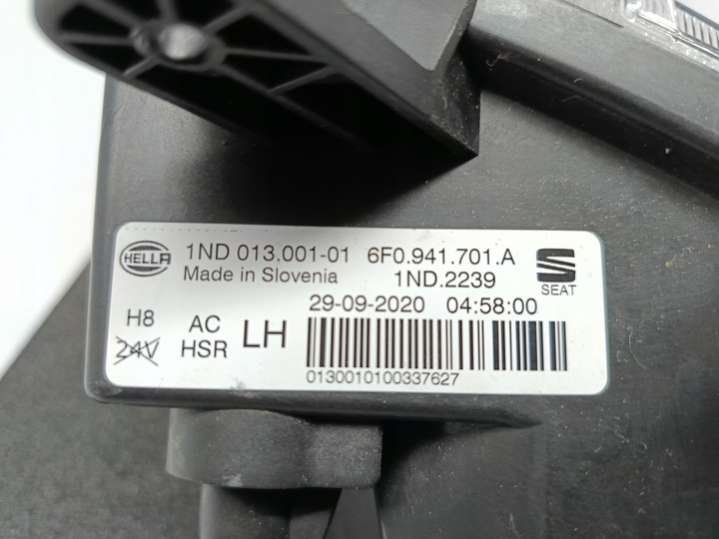 HELLA 1ND 013.001-01 6F0.941.701.A
Made in Slovenia 1ND.2239
SEAT
29-09-2020 04:58:00
H8 AC LH
24V HSR
0130010100337627